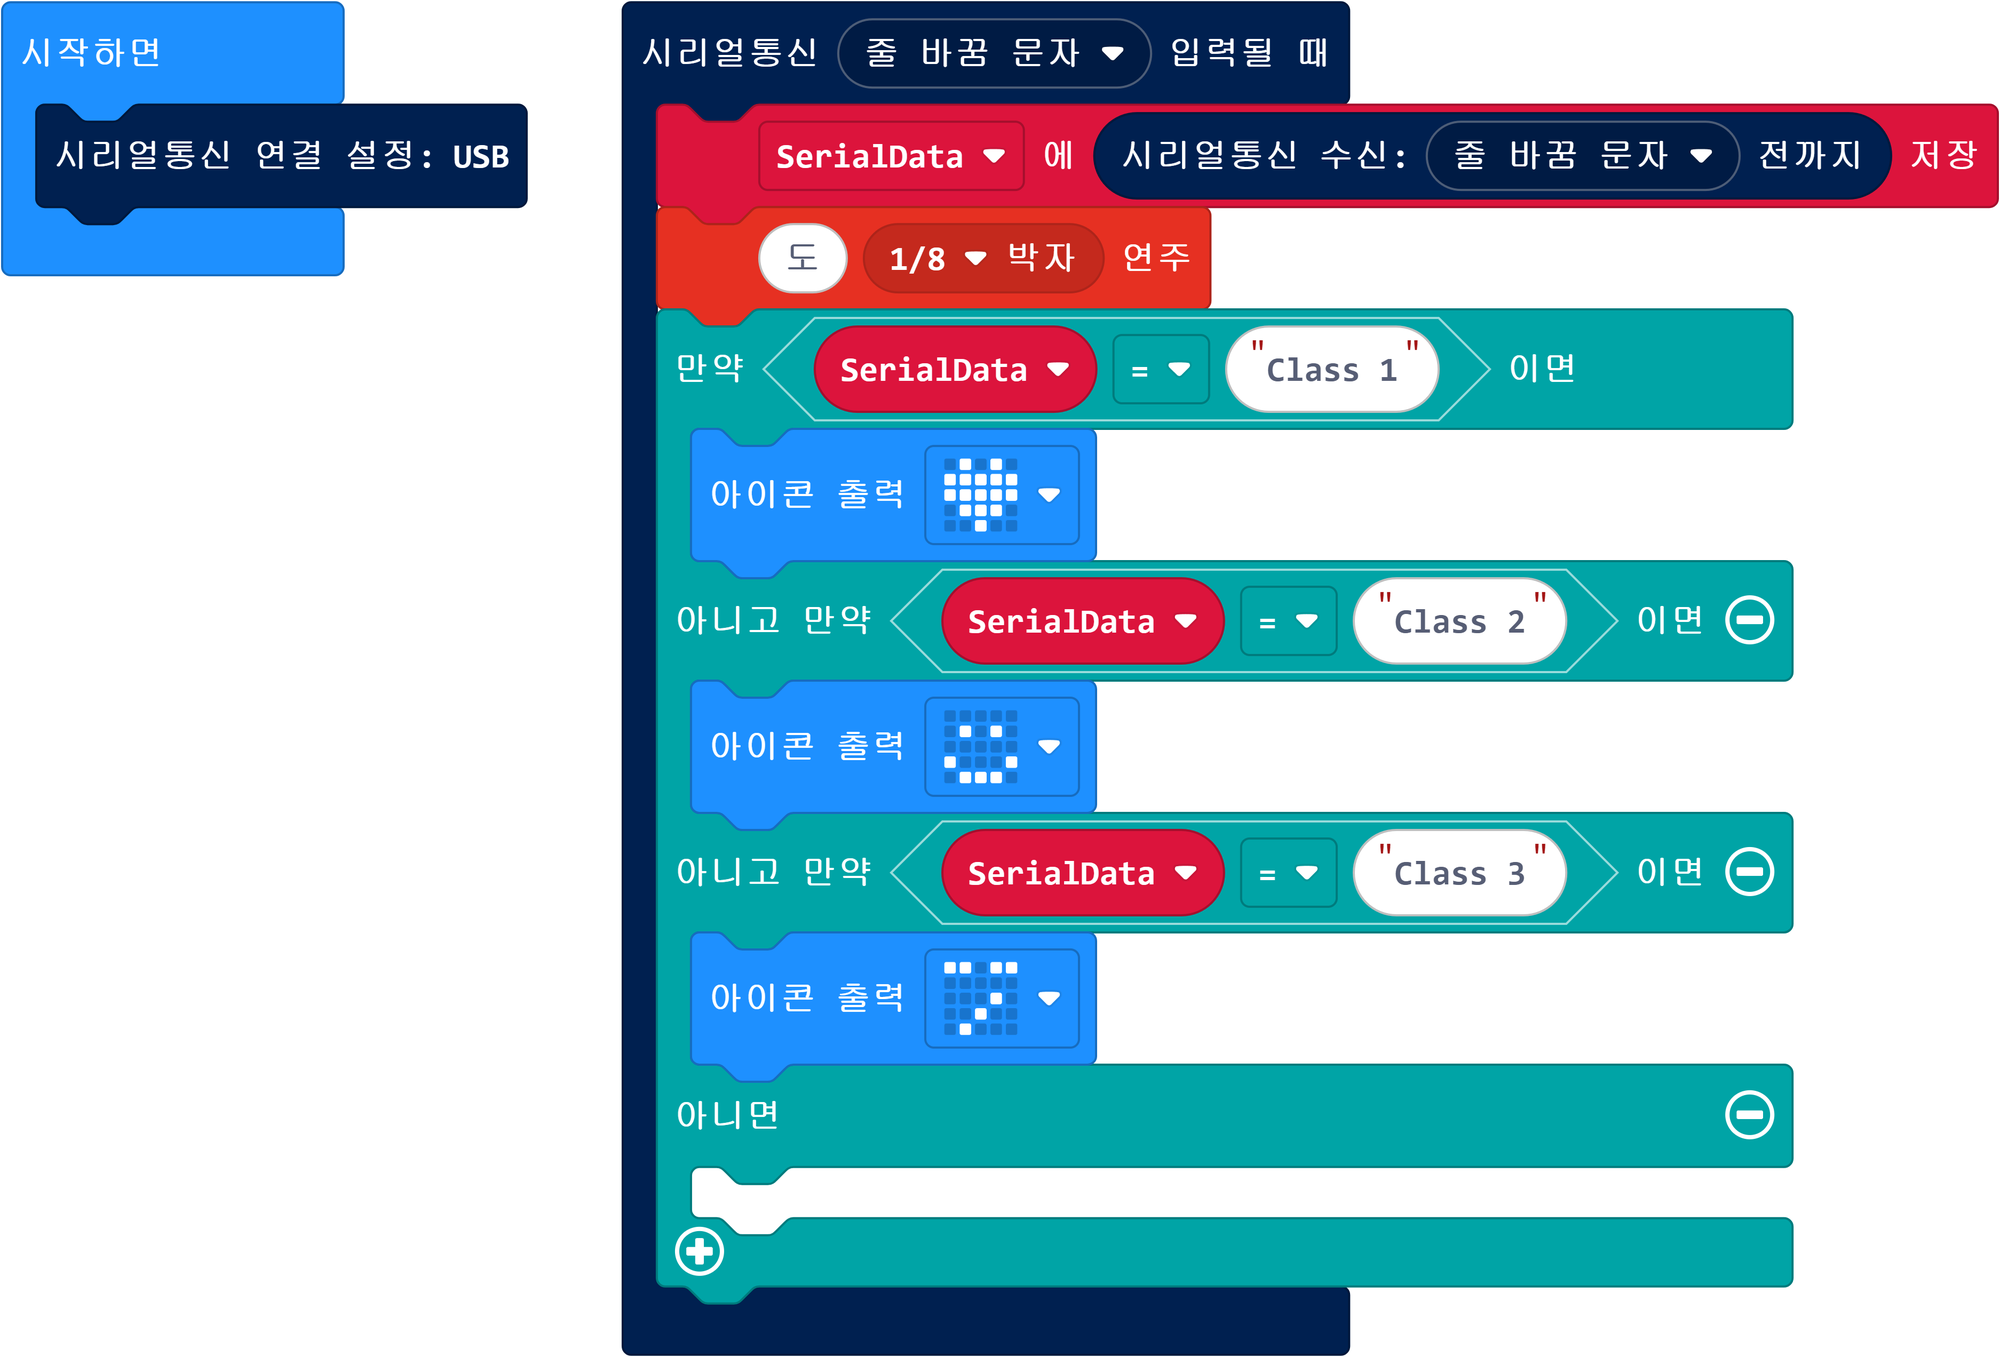 시작하면
시리얼통신 연결 설정: USB
시리얼통신 줄 바꿈 문자 입력될 때
SerialData 에 시리얼통신 수신: 줄 바꿈 문자 전까지 저장
도 1/8 박자 연주
만약 SerialData = "Class 1" 이면
아이콘 출력
아니고 만약 SerialData = "Class 2" 이면
아이콘 출력
아니고 만약 SerialData = "Class 3" 이면
아이콘 출력
아니면